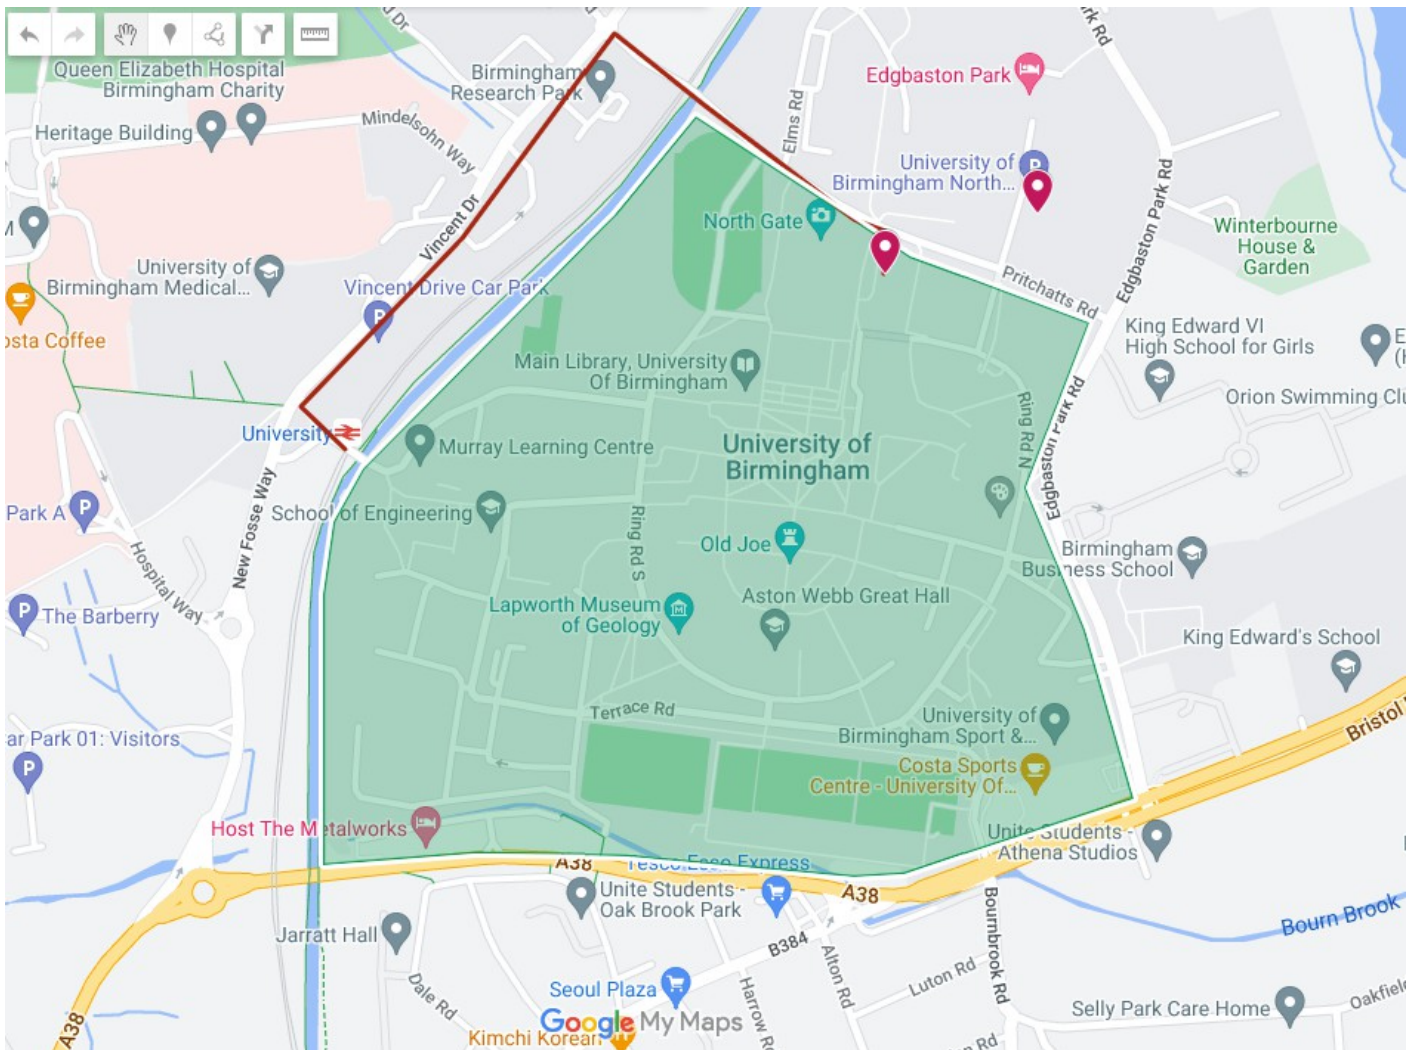 Queen Elizabeth Hospital
Birmingham Charity
Heritage Building
Mindelsohn Way
Birmingham
Research Park
Edgbaston Park
Elms Rd
Vincent Dr
University of
Birmingham North...
North Gate
Edgbaston Park Rd
Winterbourne
House &
Garden
University of
Birmingham Medical...
Vincent Drive Car Park
P
Pritchatts Rd
Costa Coffee
King Edward VI
High School for Girls
Main Library, University
Of Birmingham
Orion Swimming Clu
University
Murray Learning Centre
University of
Birmingham
Ring Rd N
Edgbaston Park Rd
Park A
P
School of Engineering
New Fosse Way
Ring Rd S
Old Joe
Birmingham
Business School
Hospital Way
P
The Barberry
Lapworth Museum
of Geology
Aston Webb Great Hall
King Edward's School
Terrace Rd
University of
Birmingham Sport &...
ar Park 01: Visitors
P
Costa Sports
Centre - University Of...
Bristol
Host The Metalworks
Unite Students -
Athena Studios
A38
Tesco Esso Express
A38
Unite Students -
Oak Brook Park
Bourn Brook
Jarratt Hall
B384
Bournbrook Rd
Alton Rd
Luton Rd
Dale Rd
Seoul Plaza
Harrow Rd
Selly Park Care Home
Oakfield
A38
Google My Maps
Kimchi Korean